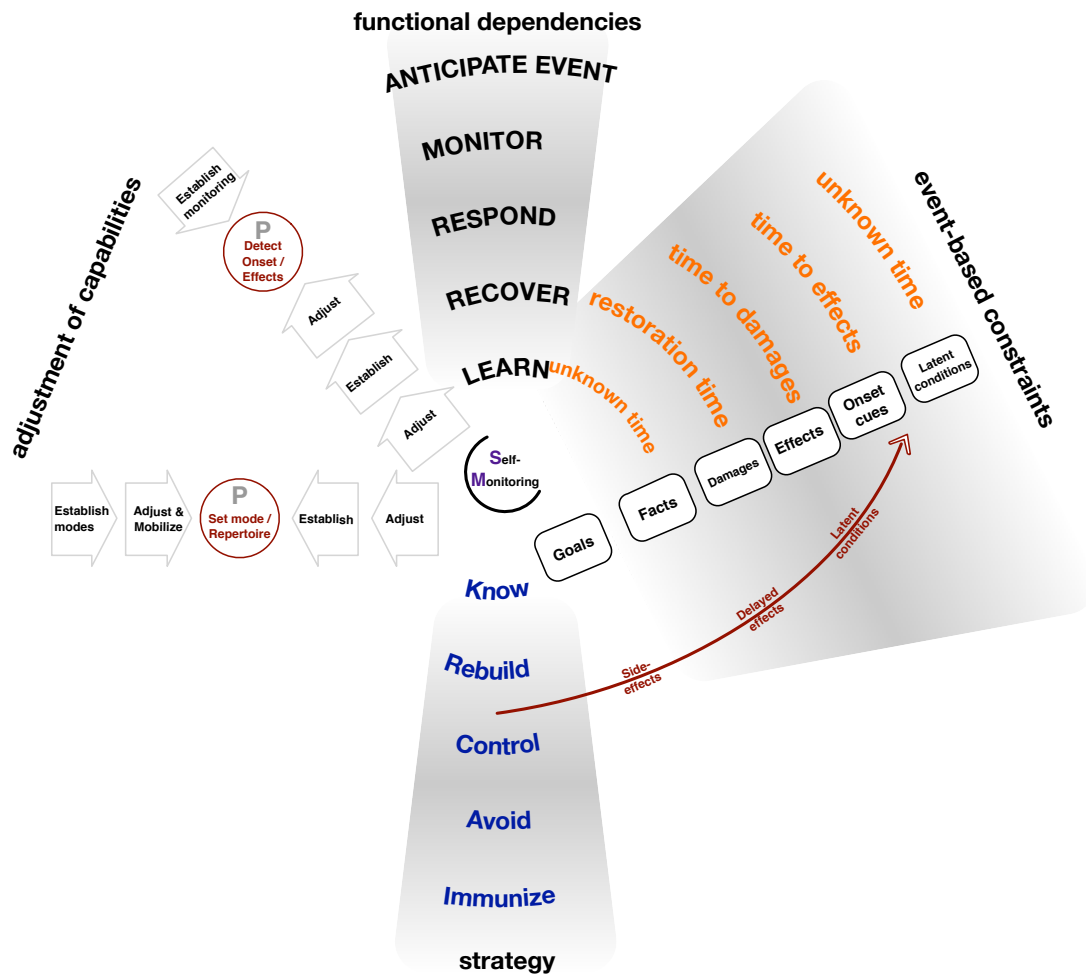 functional dependencies
ANTICIPATE EVENT
MONITOR
RESPOND
RECOVER
LEARN
adjustment of capabilities
Establish
monitoring
P
Detect
Onset /
Effects
Adjust
Establish
Adjust
Establish
modes
Adjust &
Mobilize
P
Set mode /
Repertoire
Establish
Adjust
Self-
Monitoring
event-based constraints
unknown time
restoration time
time to damages
time to effects
unknown time
Goals
Facts
Damages
Effects
Onset
cues
Latent
conditions
Side-
effects
Delayed
effects
Latent
conditions
Know
Rebuild
Control
Avoid
Immunize
strategy